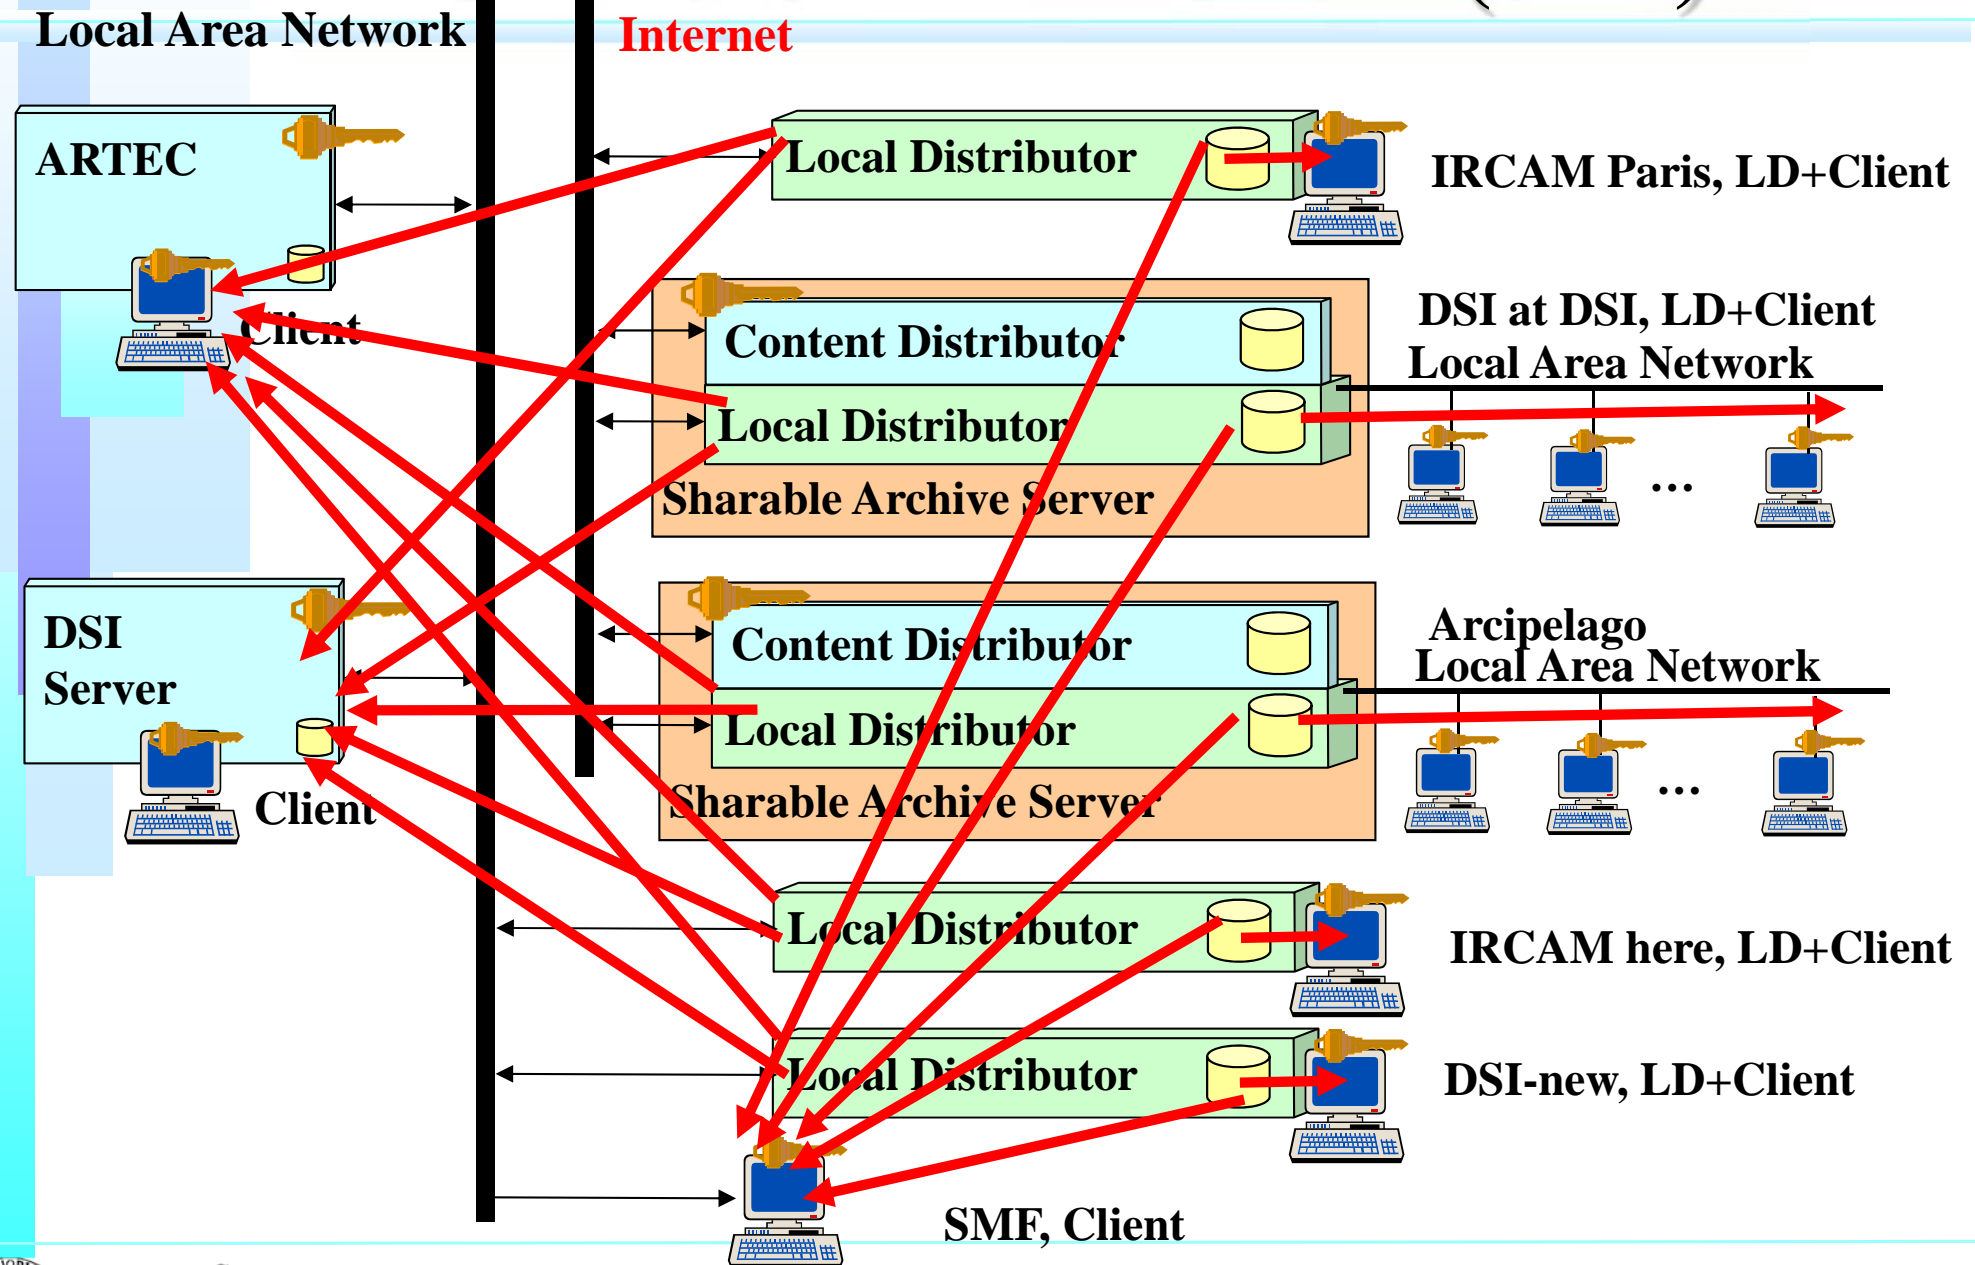 Local Area Network
Internet
ARTEC
Local Distributor
IRCAM Paris, LD+Client
Client
Content Distributor
DSI at DSI, LD+Client
Local Area Network
Local Distributor
Sharable Archive Server
...
DSI
Server
Content Distributor
Arcipelago
Local Area Network
Local Distributor
Client
Sharable Archive Server
...
Local Distributor
IRCAM here, LD+Client
Local Distributor
DSI-new, LD+Client
SMF, Client